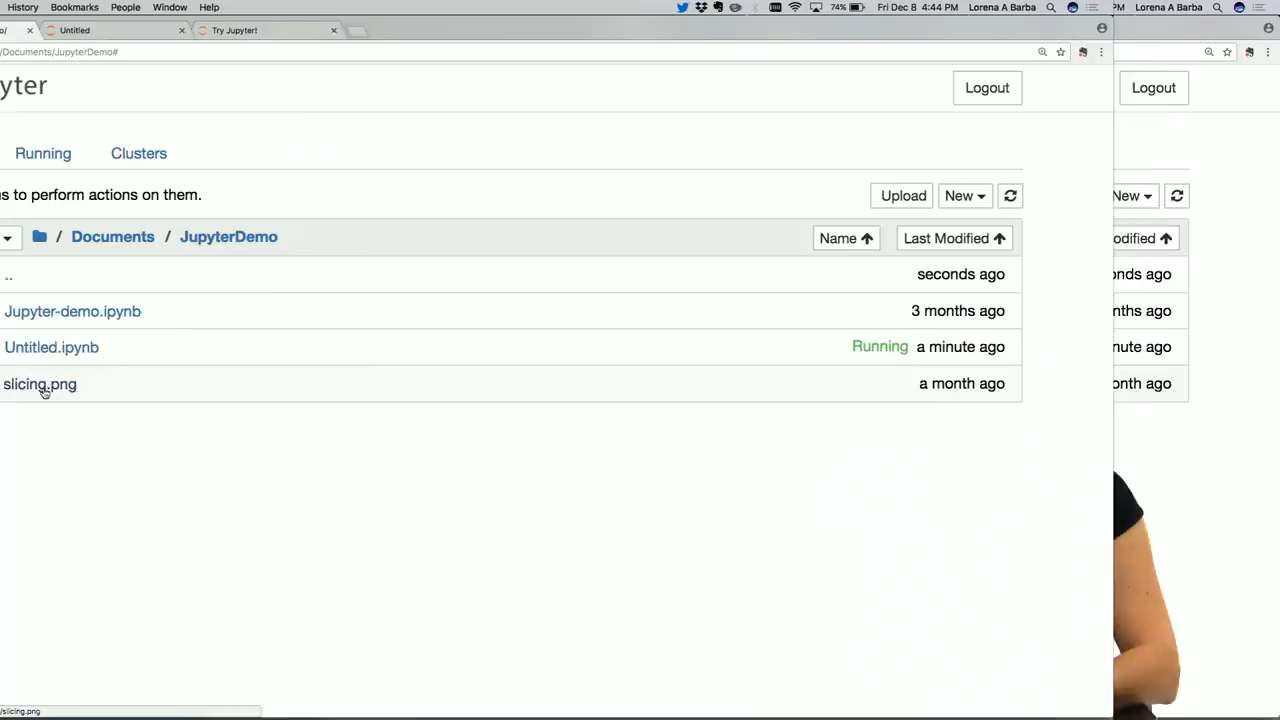 History Bookmarks People Window Help 74% Fri Dec 8 4:44 PM Lorena A Barba PM Lorena A Barba
o/ × Untitled × Try Jupyter! ×
/Documents/JupyterDemo#
yter Logout Logout
Running Clusters
ns to perform actions on them. Upload New New
/ Documents / JupyterDemo Name Last Modified odified
.. seconds ago onds ago
Jupyter-demo.ipynb 3 months ago nths ago
Untitled.ipynb Running a minute ago nute ago
slicing.png a month ago onth ago
/slicing.png